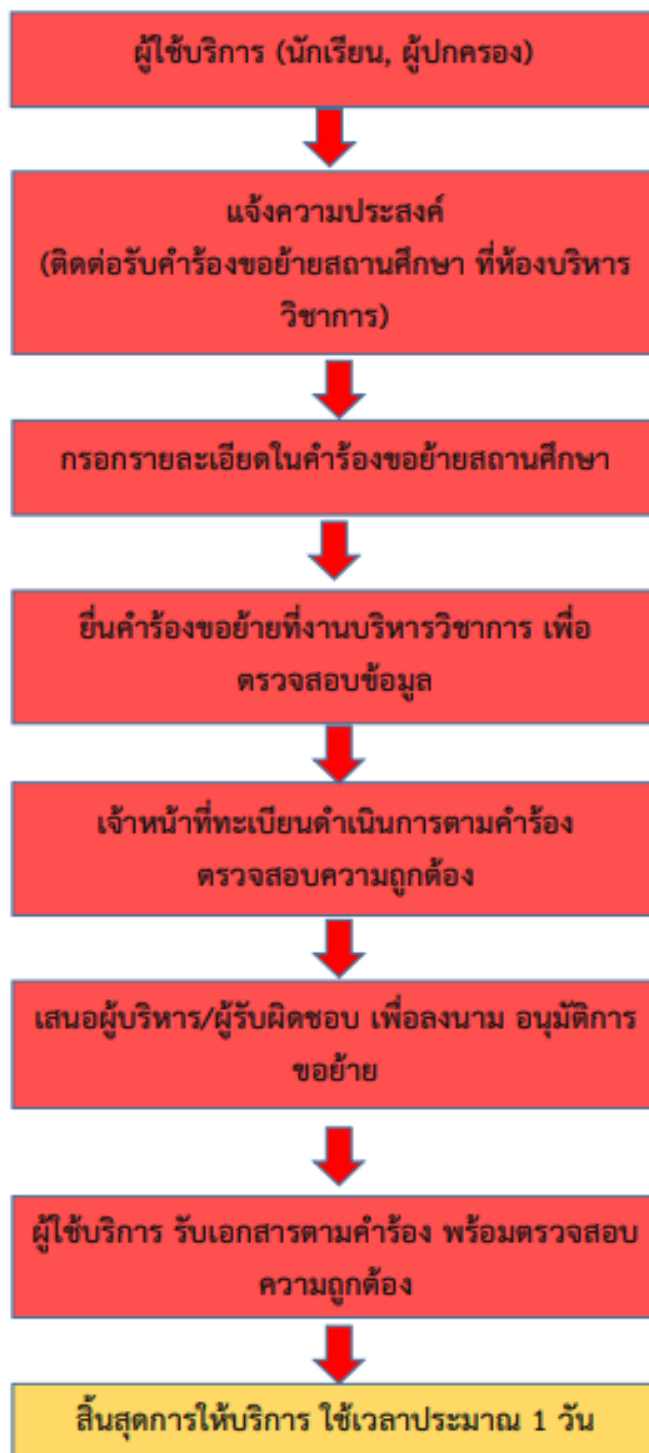 ผู้ใช้บริการ (นักเรียน, ผู้ปกครอง)
แจ้งความประสงค์
(ติดต่อรับคำร้องขอย้ายสถานศึกษา ที่ห้องบริหาร
วิชาการ)
กรอกรายละเอียดในคำร้องขอย้ายสถานศึกษา
ยื่นคำร้องขอย้ายที่งานบริหารวิชาการ เพื่อ
ตรวจสอบข้อมูล
เจ้าหน้าที่ทะเบียนดำเนินการตามคำร้อง
ตรวจสอบความถูกต้อง
เสนอผู้บริหาร/ผู้รับผิดชอบ เพื่อลงนาม อนุมัติการ
ขอย้าย
ผู้ใช้บริการ รับเอกสารตามคำร้อง พร้อมตรวจสอบ
ความถูกต้อง
สิ้นสุดการให้บริการ ใช้เวลาประมาณ 1 วัน